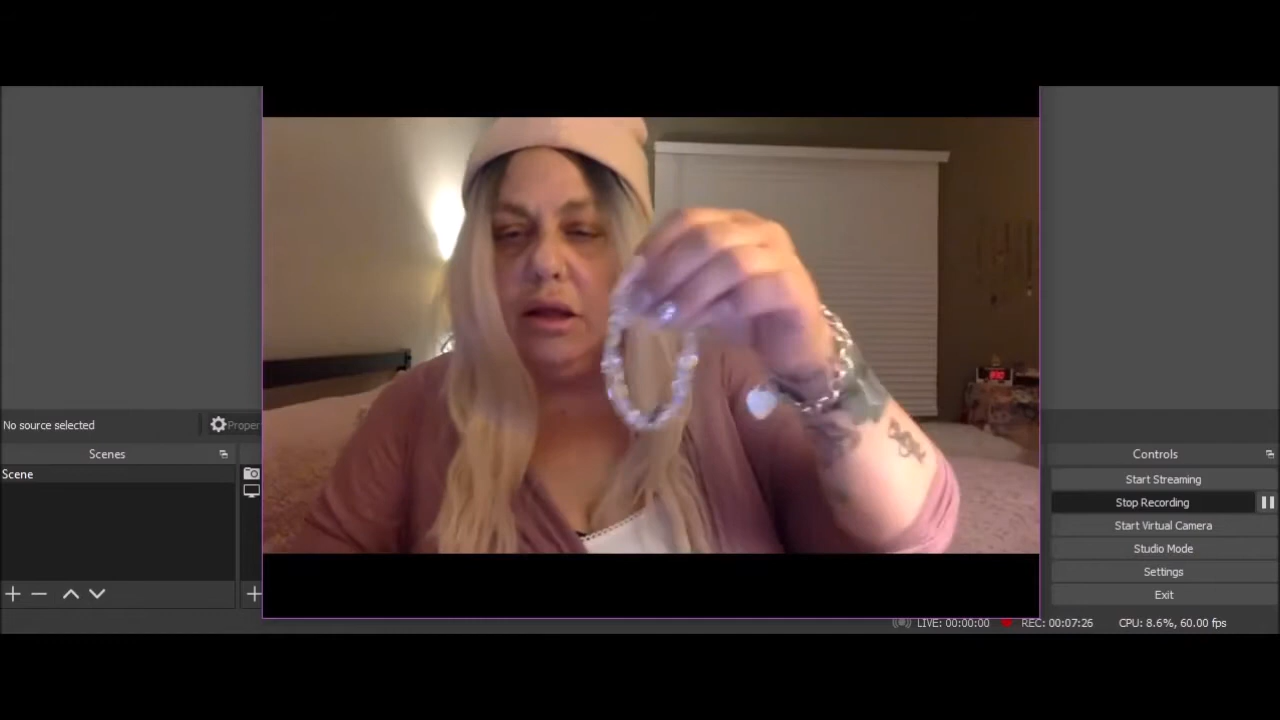 No source selected
Proper
Scenes
Scene
Controls
Start Streaming
Stop Recording
Start Virtual Camera
Studio Mode
Settings
Exit
LIVE: 00:00:00
REC: 00:07:26
CPU: 8.6%, 60.00 fps